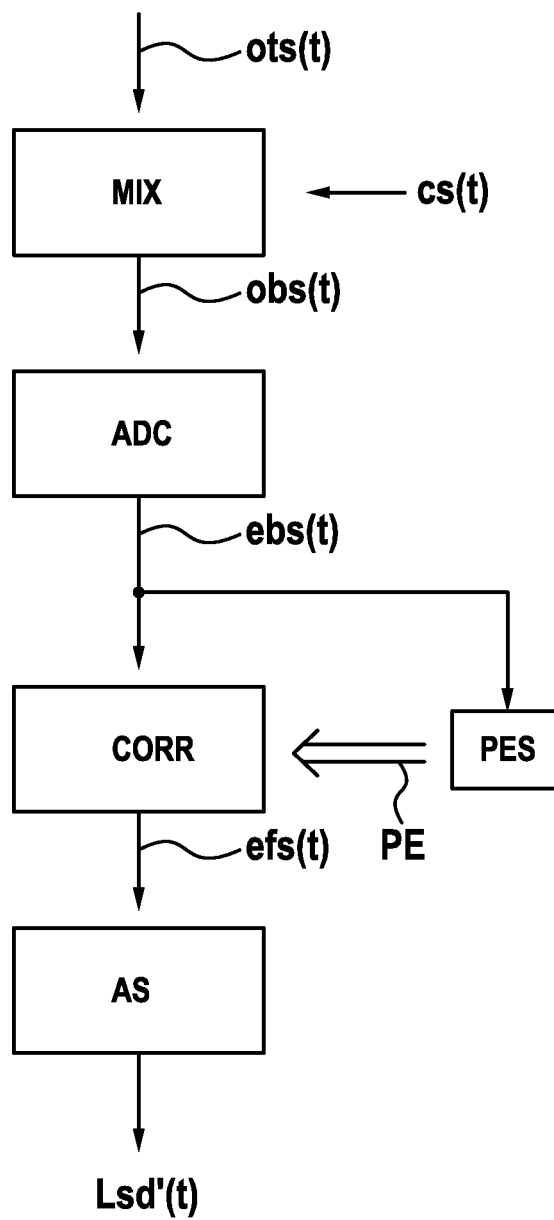 ots(t)
MIX
cs(t)
obs(t)
ADC
ebs(t)
CORR
PES
efs(t)
PE
AS
Lsd'(t)